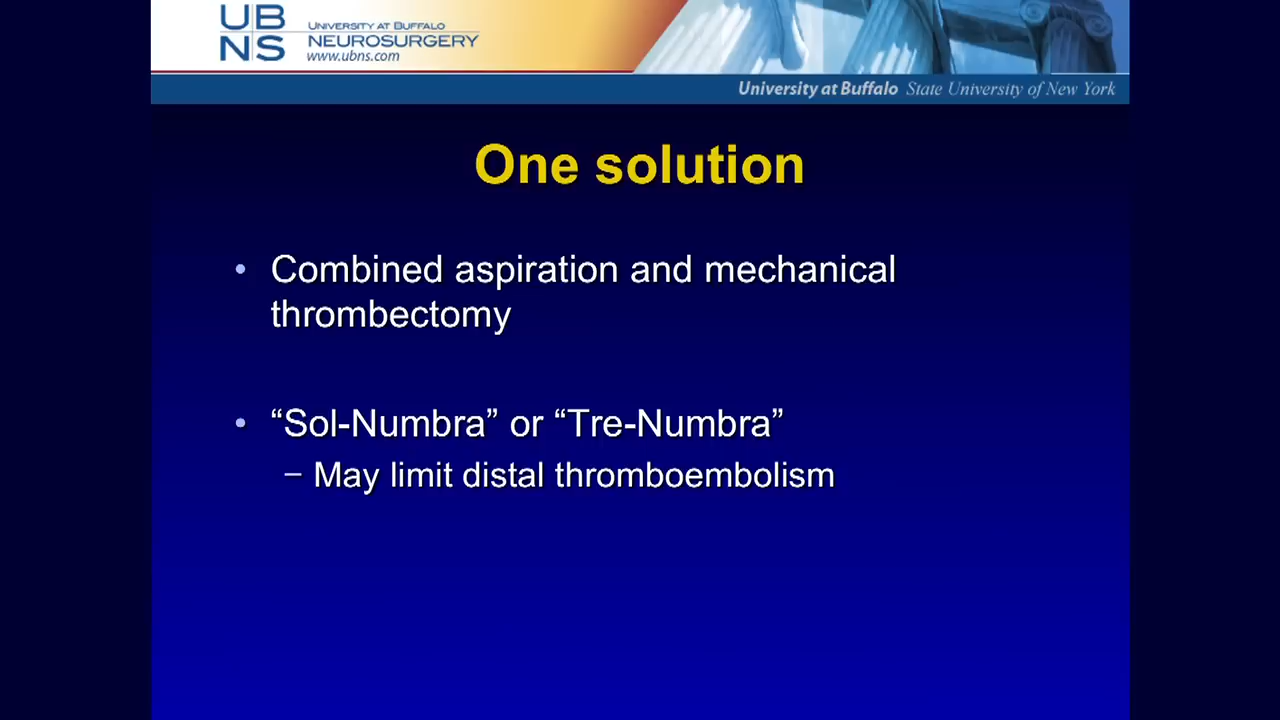 UB
NS
University at Buffalo
Neurosurgery
www.ubns.com
University at Buffalo State University of New York
One solution
• Combined aspiration and mechanical
thrombectomy
• “Sol-Numbra” or “Tre-Numbra”
– May limit distal thromboembolism